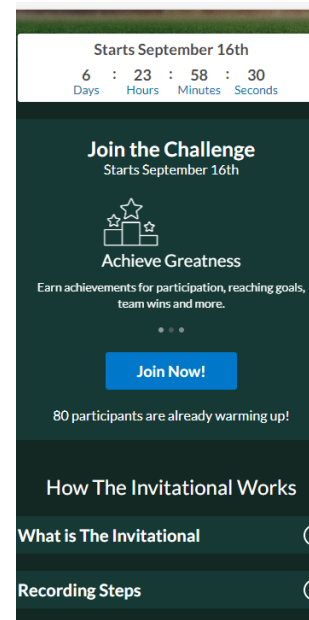 Starts September 16th
6 : 23 : 58 : 30
Days Hours Minutes Seconds
Join the Challenge
Starts September 16th
Achieve Greatness
Earn achievements for participation, reaching goals,
team wins and more.
Join Now!
80 participants are already warming up!
How The Invitational Works
What is The Invitational
Recording Steps